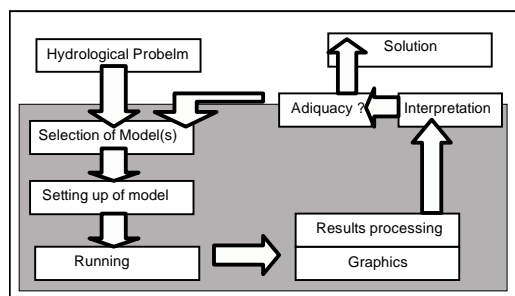 Solution
Hydrological Probelm
Adiquacy ?
Interpretation
Selection of Model(s)
Setting up of model
Results processing
Running
Graphics